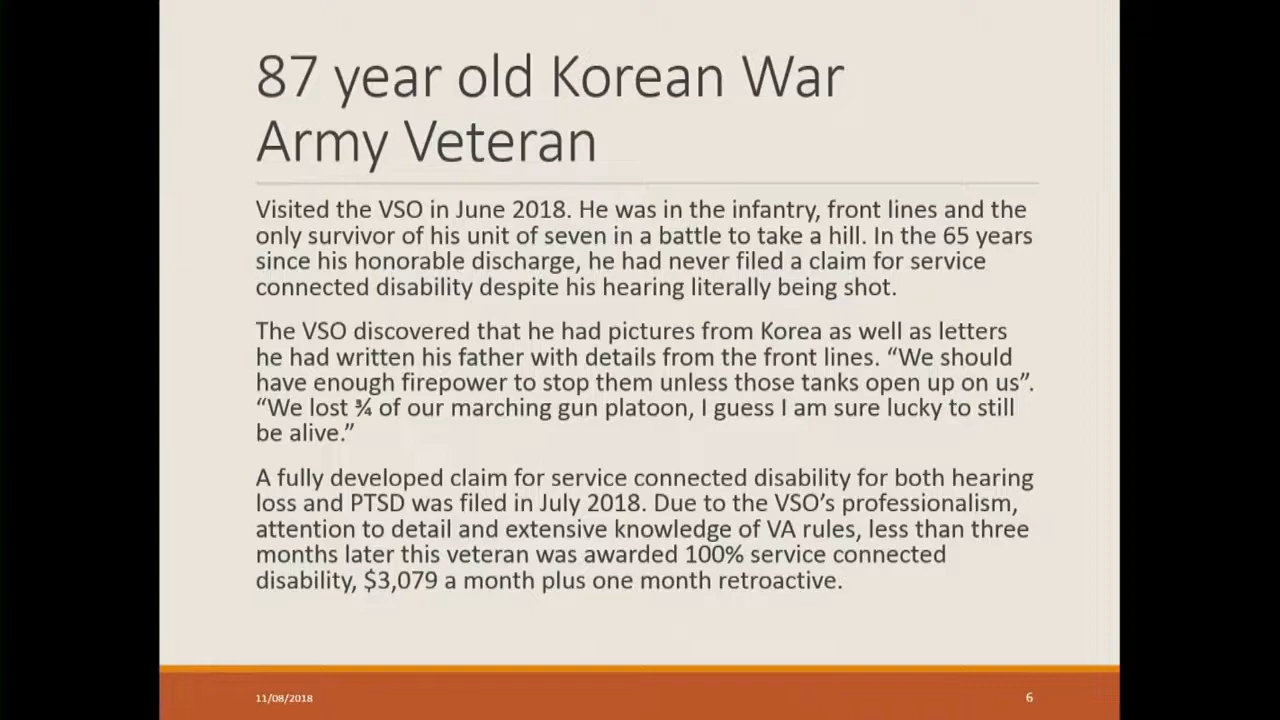 87 year old Korean War
Army Veteran
Visited the VSO in June 2018. He was in the infantry, front lines and the
only survivor of his unit of seven in a battle to take a hill. In the 65 years
since his honorable discharge, he had never filed a claim for service
connected disability despite his hearing literally being shot.
The VSO discovered that he had pictures from Korea as well as letters
he had written his father with details from the front lines. “We should
have enough firepower to stop them unless those tanks open up on us”.
“We lost ¾ of our marching gun platoon, I guess I am sure lucky to still
be alive.”
A fully developed claim for service connected disability for both hearing
loss and PTSD was filed in July 2018. Due to the VSO’s professionalism,
attention to detail and extensive knowledge of VA rules, less than three
months later this veteran was awarded 100% service connected
disability, $3,079 a month plus one month retroactive.
11/08/2018
6